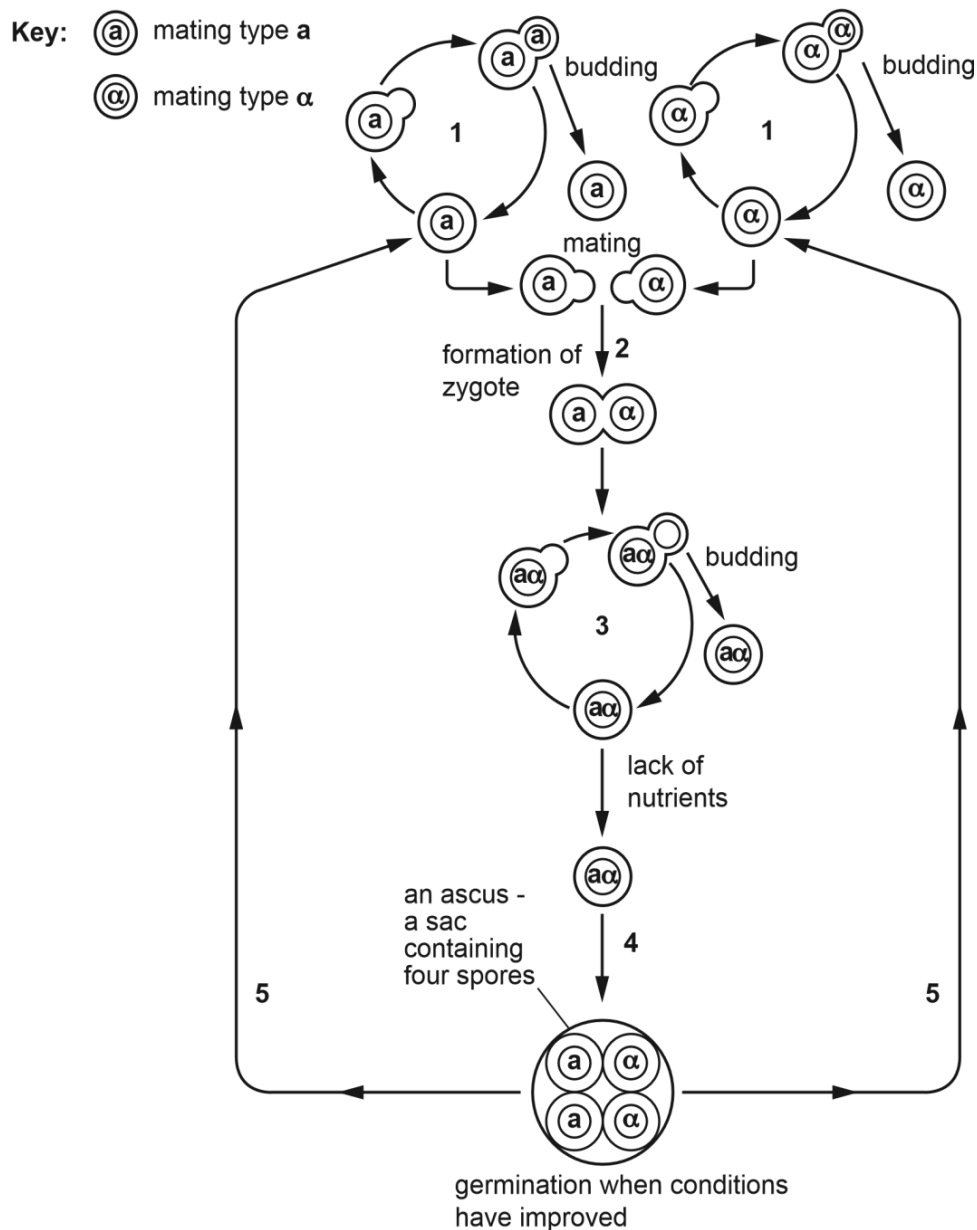 Key:
a mating type a
α mating type α
a
a
a
budding
1
a
a
α
α
α
budding
1
α
α
mating
a
α
2
formation of
zygote
a α
aα
aα
budding
3
aα
aα
lack of
nutrients
aα
an ascus -
a sac
containing
four spores
4
5
5
a α
a α
germination when conditions
have improved